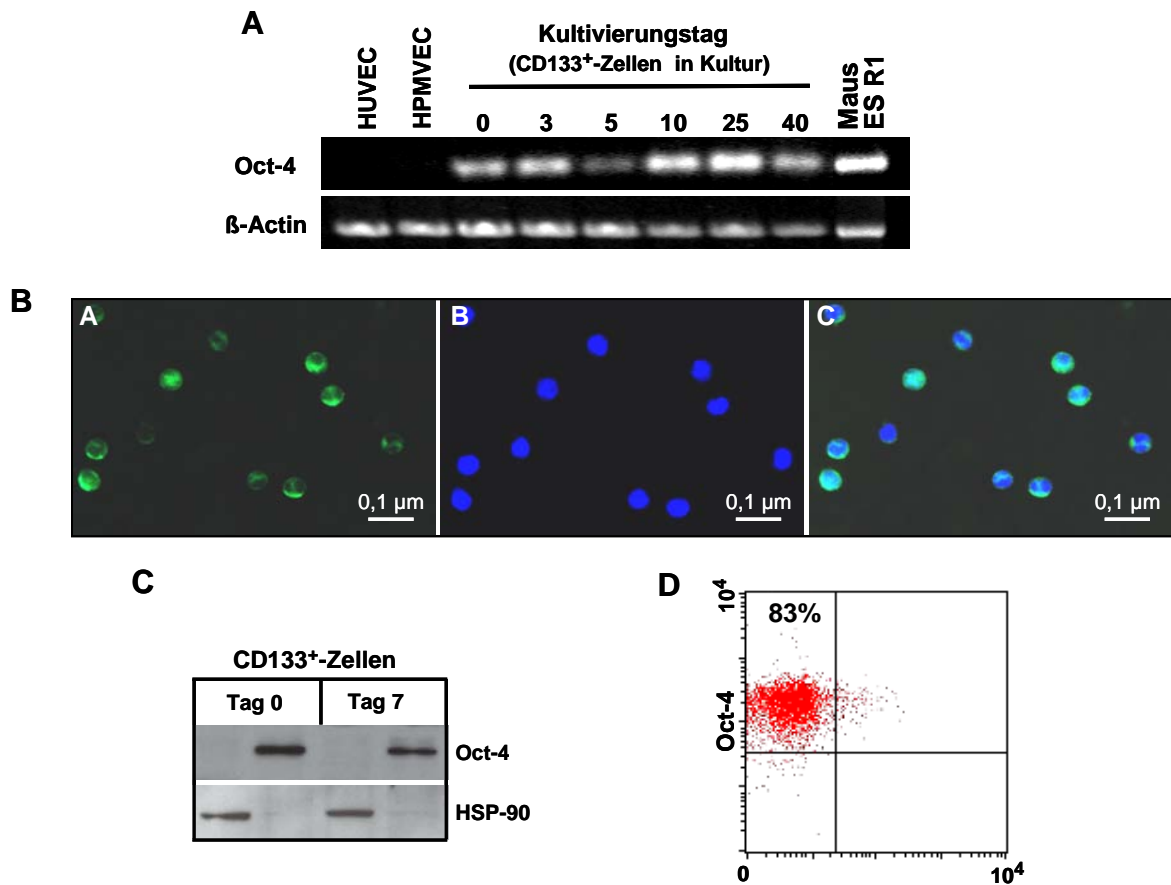 A
HUVEC
HPMVEC
Kultivierungstag
(CD133+-Zellen in Kultur)
0 3 5 10 25 40
Maus
ES R1
Oct-4
ß-Actin
B
A
B
C
0,1 µm
0,1 µm
0,1 µm
C
CD133+-Zellen
Tag 0 Tag 7
Oct-4
HSP-90
D
10⁴
83%
Oct-4
0
10⁴